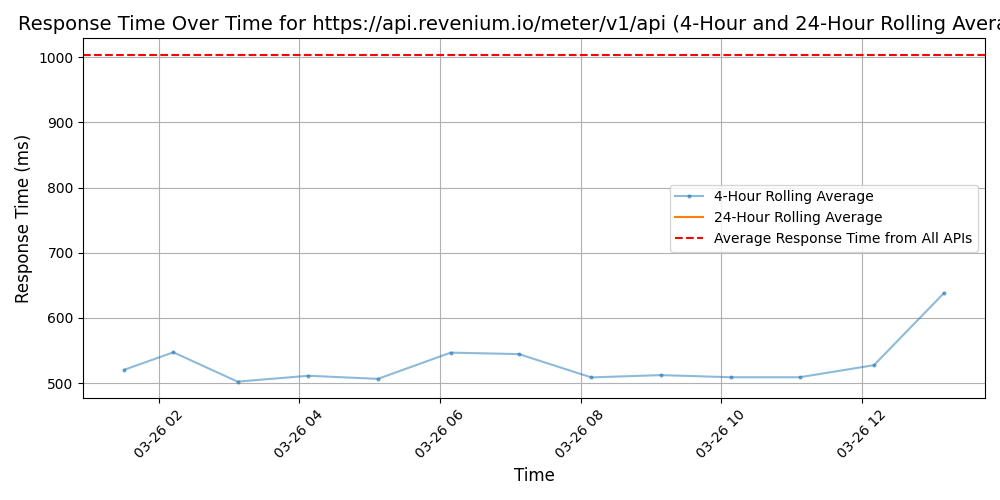 Response Time Over Time for https://api.revenium.io/meter/v1/api (4-Hour and 24-Hour Rolling Avera
1000
900
800
700
600
500
Response Time (ms)
4-Hour Rolling Average
24-Hour Rolling Average
Average Response Time from All APIs
03-26 02
03-26 04
03-26 06
03-26 08
03-26 10
03-26 12
Time